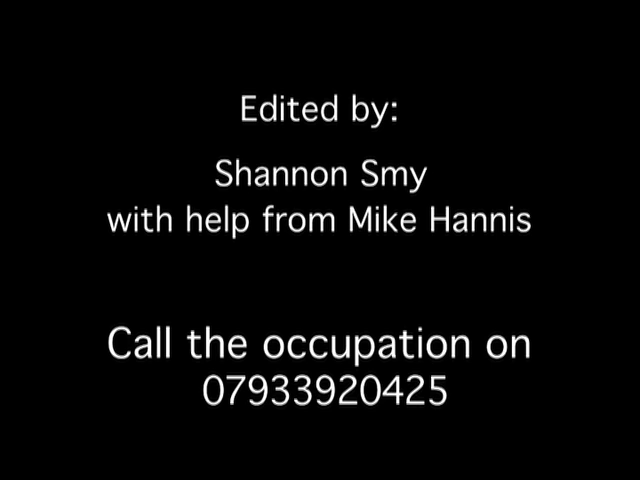 Edited by:
Shannon Smy
with help from Mike Hannis
Call the occupation on
07933920425